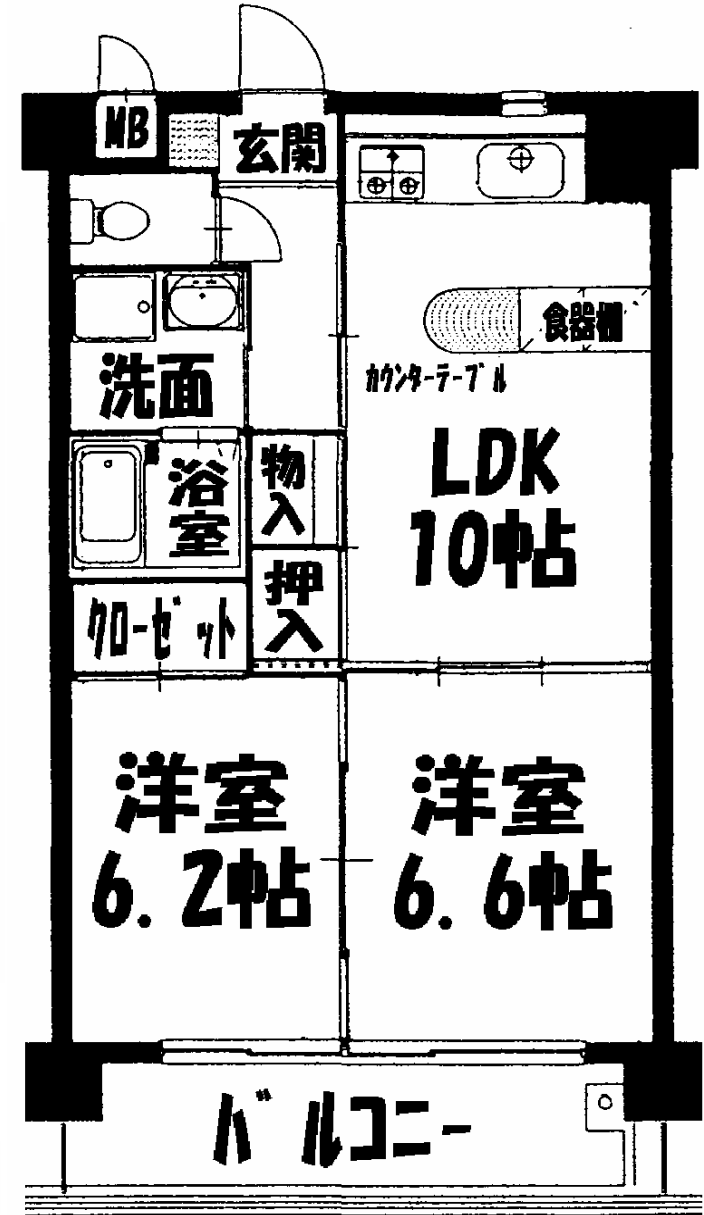 MB
玄関
食器棚
カウンターテーブル
洗面
LDK
10帖
物
入
浴
室
押
入
クローゼット
洋室
6.2帖
洋室
6.6帖
バルコニー